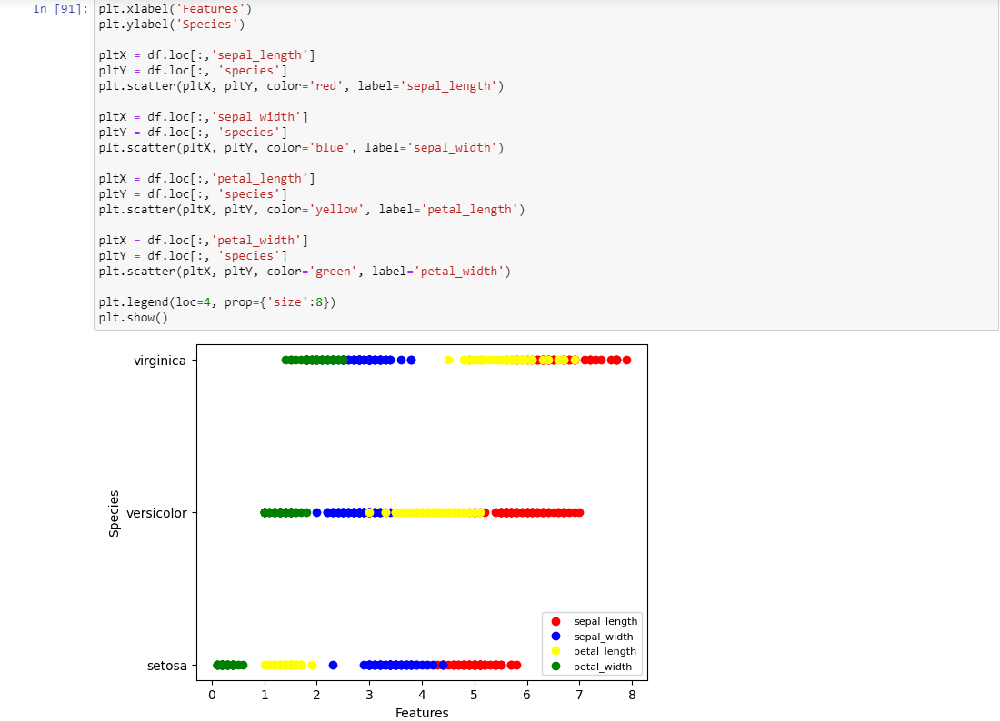 In [91]:
plt.xlabel('Features')
plt.ylabel('Species')
pltX = df.loc[:,'sepal_length']
pltY = df.loc[:, 'species']
plt.scatter(pltX, pltY, color='red', label='sepal_length')
pltX = df.loc[:,'sepal_width']
pltY = df.loc[:, 'species']
plt.scatter(pltX, pltY, color='blue', label='sepal_width')
pltX = df.loc[:,'petal_length']
pltY = df.loc[:, 'species']
plt.scatter(pltX, pltY, color='yellow', label='petal_length')
pltX = df.loc[:,'petal_width']
pltY = df.loc[:, 'species']
plt.scatter(pltX, pltY, color='green', label='petal_width')
plt.legend(loc=4, prop={'size':8})
plt.show()
virginica
versicolor
setosa
Species
sepal_length
sepal_width
petal_length
petal_width
0 1 2 3 4 5 6 7 8
Features